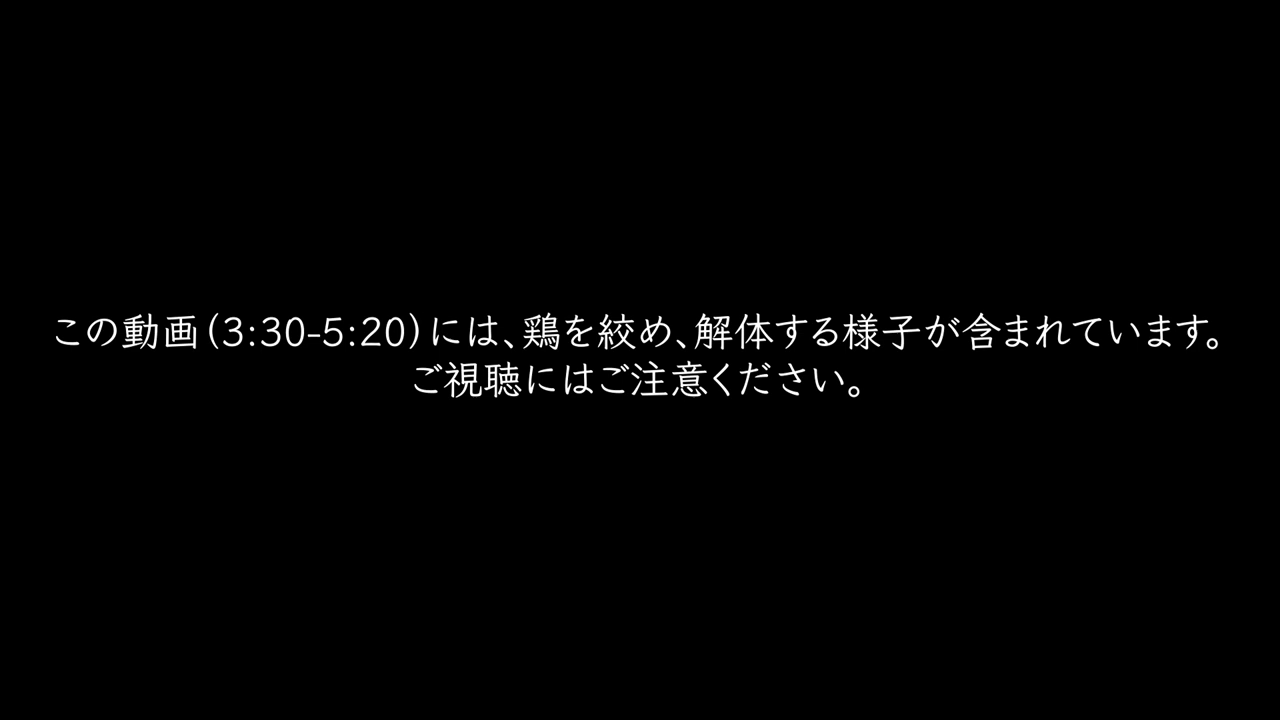 この動画（3:30-5:20）には、鶏を絞め、解体する様子が含まれています。
ご視聴にはご注意ください。